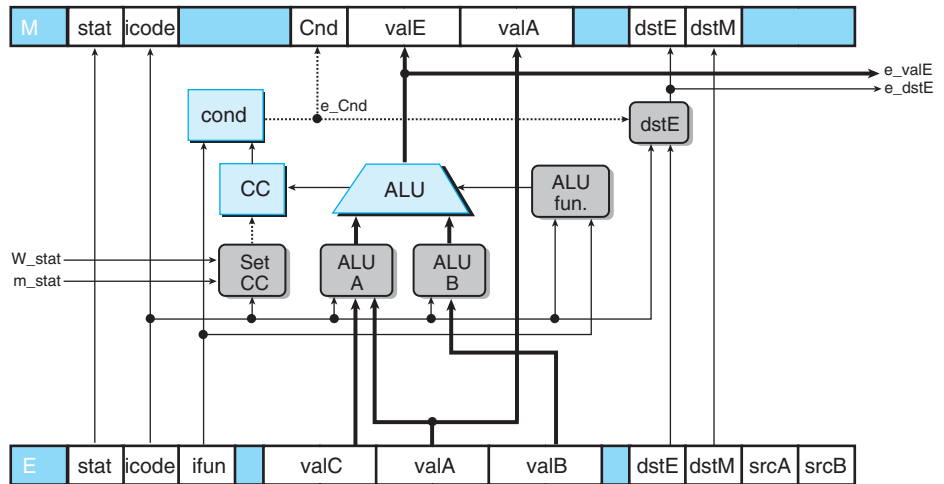 M stat icode Cnd valE valA dstE dstM
e_valE
e_dstE
e_Cnd
cond
dstE
CC
ALU
ALU
fun.
W_stat
m_stat
Set
CC
ALU
A
ALU
B
E stat icode ifun valC valA valB dstE dstM srcA srcB